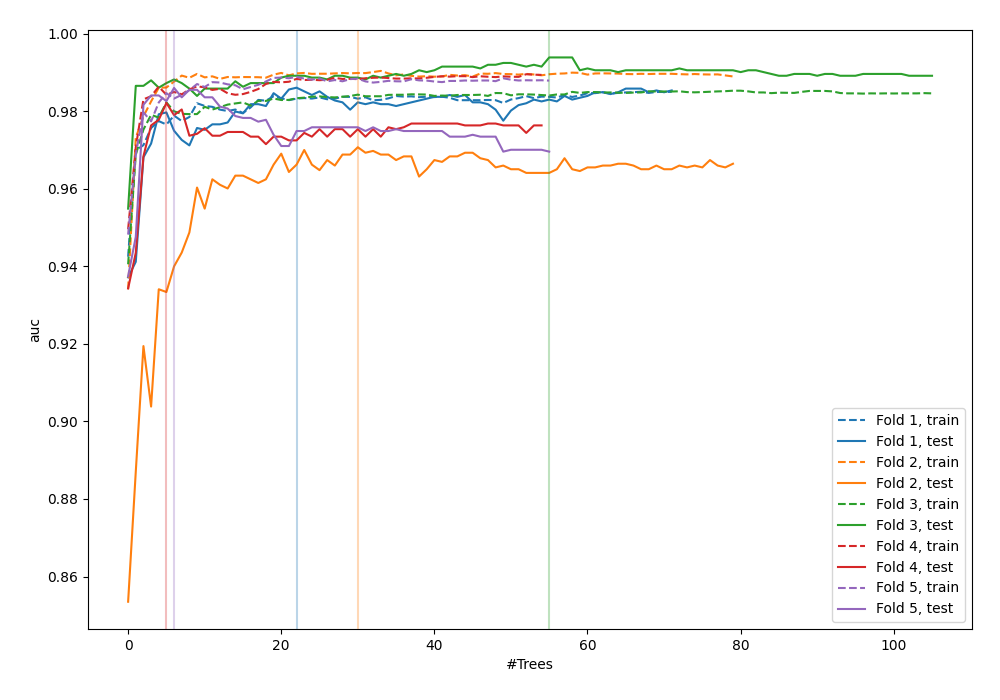 1.00
0.98
0.96
0.94
0.92
0.90
0.88
0.86
auc
0
20
40
60
80
100
#Trees
Fold 1, train
Fold 1, test
Fold 2, train
Fold 2, test
Fold 3, train
Fold 3, test
Fold 4, train
Fold 4, test
Fold 5, train
Fold 5, test